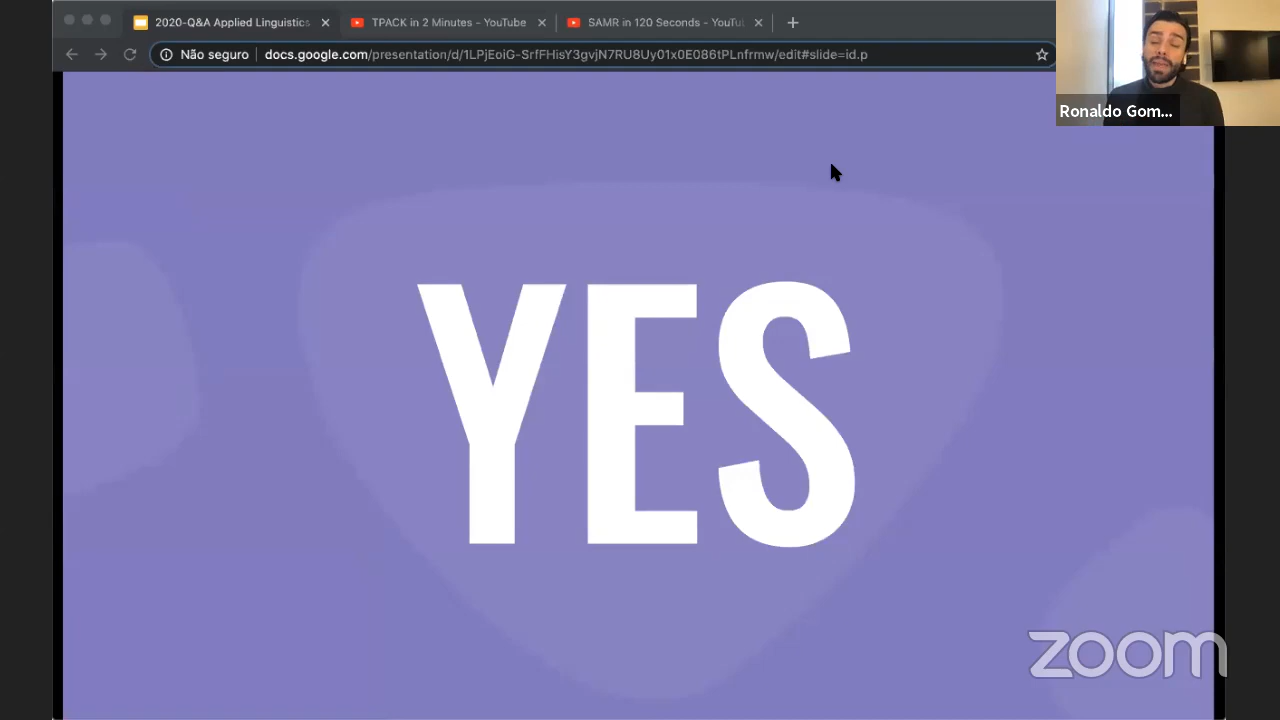 2020-Q&A Applied Linguistics
TPACK in 2 Minutes - YouTube
SAMR in 120 Seconds - YouTu
Não seguro
docs.google.com/presentation/d/1LPjEoiG-SrfFHisY3gvjN7RU8Uy01x0E086tPLnfrmw/edit#slide=id.p
Ronaldo Gom...
YES
zoom